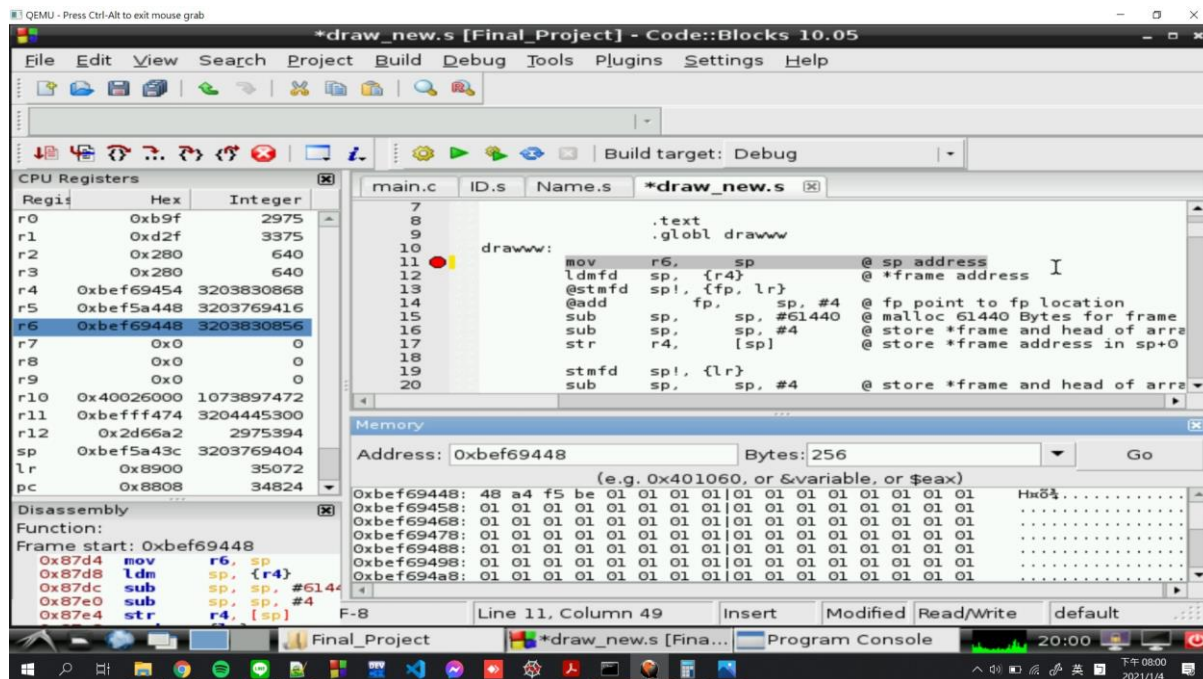 QEMU - Press Ctrl-Alt to exit mouse grab
*draw_new.s [Final_Project] - Code::Blocks 10.05
File Edit View Search Project Build Debug Tools Plugins Settings Help
Build target: Debug
CPU Registers
Regis Hex Integer
r0 0xb9f 2975
r1 0xd2f 3375
r2 0x280 640
r3 0x280 640
r4 0xbef69454 3203830868
r5 0xbef5a448 3203769416
r6 0xbef69448 3203830856
r7 0x0 0
r8 0x0 0
r9 0x0 0
r10 0x40026000 1073897472
r11 0xbefff474 3204445300
r12 0x2d66a2 2975394
sp 0xbef5a43c 3203769404
lr 0x8900 35072
pc 0x8808 34824
main.c ID.s Name.s *draw_new.s
7
8 .text
9 .globl drawww
10 drawww:
11 mov r6, sp @ sp address
12 ldmfd sp, {r4} @ *frame address
13 @stmfd sp!, {fp, lr}
14 @add fp, sp, #4 @ fp point to fp location
15 sub sp, sp, #61440 @ malloc 61440 Bytes for frame
16 sub sp, sp, #4 @ store *frame and head of arra
17 str r4, [sp] @ store *frame address in sp+0
18
19 stmfd sp!, {lr}
20 sub sp, sp, #4 @ store *frame and head of arra
Memory
Address: 0xbef69448 Bytes: 256 Go
(e.g. 0x401060, or &variable, or $eax)
0xbef69448: 48 a4 f5 be 01 01 01 01|01 01 01 01 01 01 01 01 H¤õ¾............
0xbef69458: 01 01 01 01 01 01 01 01|01 01 01 01 01 01 01 01 ................
0xbef69468: 01 01 01 01 01 01 01 01|01 01 01 01 01 01 01 01 ................
0xbef69478: 01 01 01 01 01 01 01 01|01 01 01 01 01 01 01 01 ................
0xbef69488: 01 01 01 01 01 01 01 01|01 01 01 01 01 01 01 01 ................
0xbef69498: 01 01 01 01 01 01 01 01|01 01 01 01 01 01 01 01 ................
0xbef694a8: 01 01 01 01 01 01 01 01|01 01 01 01 01 01 01 01 ................
Disassembly
Function:
Frame start: 0xbef69448
0x87d4 mov r6, sp
0x87d8 ldm sp, {r4}
0x87dc sub sp, sp, #6144
0x87e0 sub sp, sp, #4
0x87e4 str r4, [sp]
F-8 Line 11, Column 49 Insert Modified Read/Write default
Final_Project *draw_new.s [Fina... Program Console 20:00
英 下午 08:00
2021/1/4